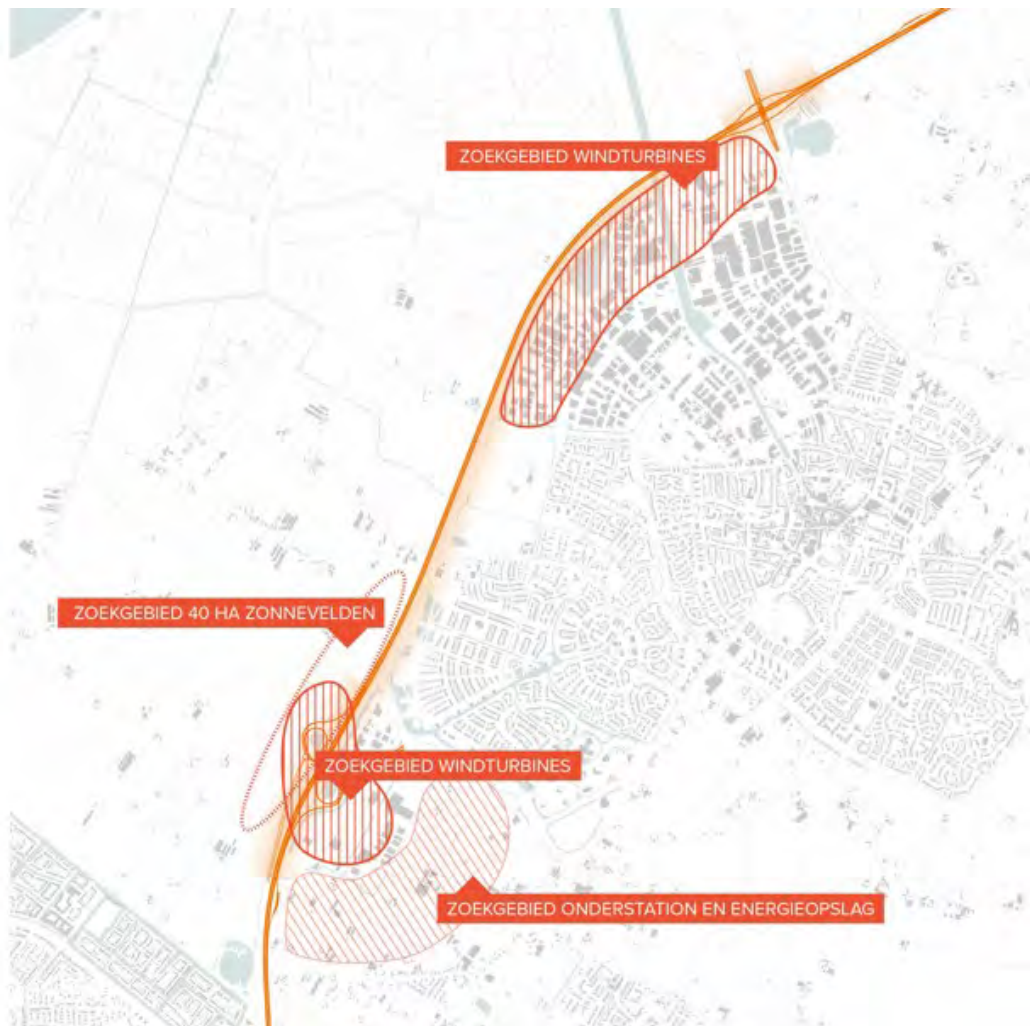 ZOEKGEBIED WINDTURBINES
ZOEKGEBIED 40 HA ZONNEVELDEN
ZOEKGEBIED WINDTURBINES
ZOEKGEBIED ONDERSTATION EN ENERGIEOPSLAG